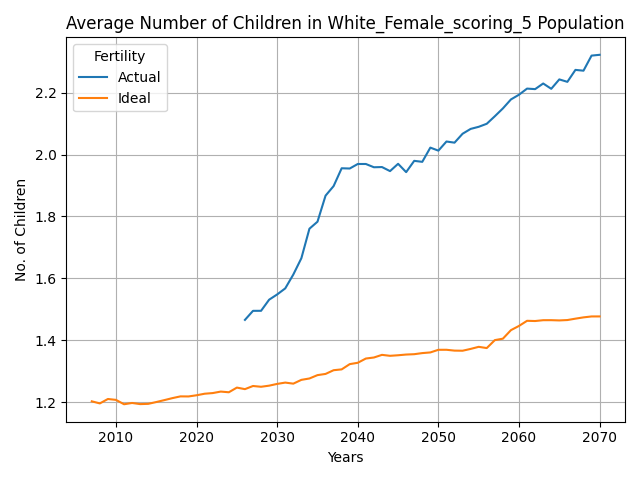 Average Number of Children in White_Female_scoring_5 Population
Fertility
Actual
Ideal
2.2
2.0
1.8
1.6
1.4
1.2
No. of Children
2010 2020 2030 2040 2050 2060 2070
Years